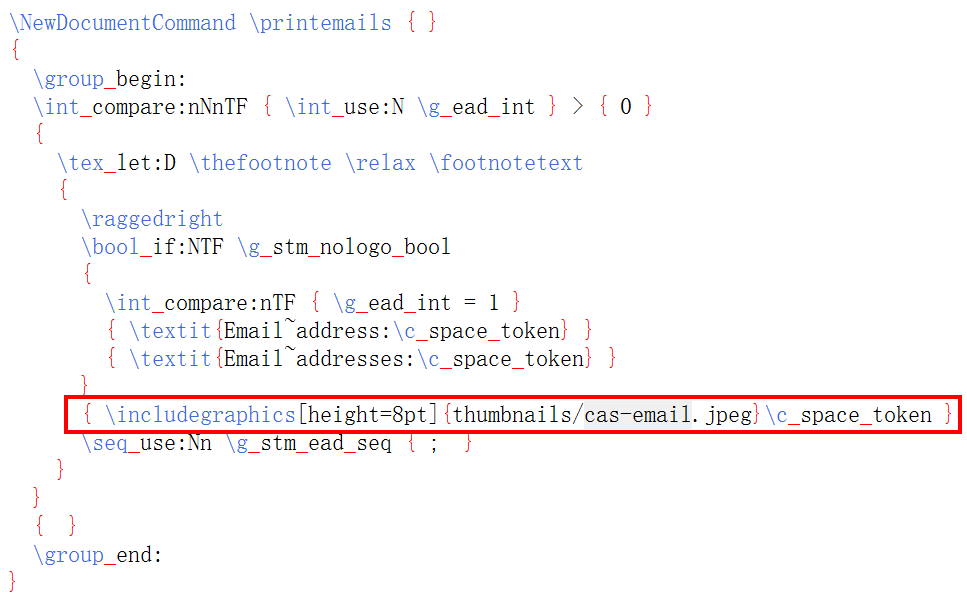 \NewDocumentCommand \printemails { }
{
  \group_begin:
  \int_compare:nNnTF { \int_use:N \g_ead_int } > { 0 }
  {
    \tex_let:D \thefootnote \relax \footnotetext
    {
      \raggedright
      \bool_if:NTF \g_stm_nologo_bool
      {
        \int_compare:nTF { \g_ead_int = 1 }
        { \textit{Email~address:\c_space_token} }
        { \textit{Email~addresses:\c_space_token} }
      }
      { \includegraphics[height=8pt]{thumbnails/cas-email.jpeg}\c_space_token }
      \seq_use:Nn \g_stm_ead_seq { ; }
    }
  }
  { }
  \group_end:
}